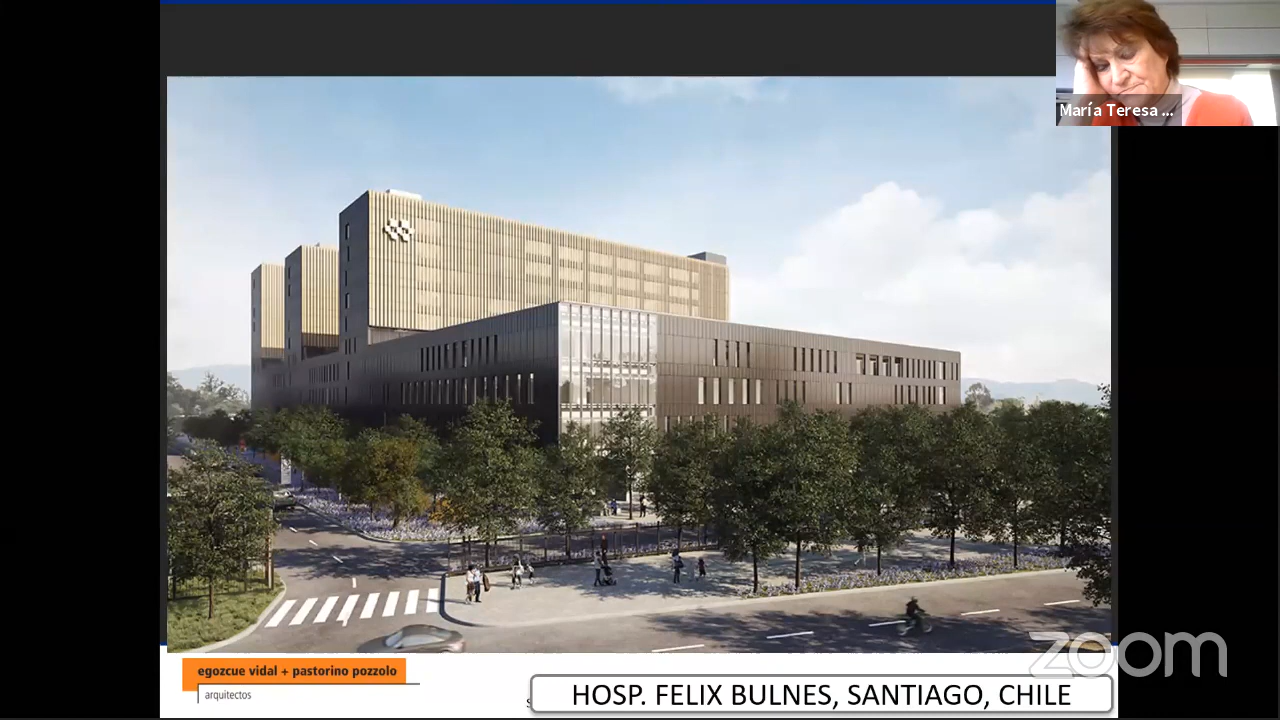 María Teresa ...
zoom
egozcue vidal + pastorino pozzolo
arquitectos
HOSP. FELIX BULNES, SANTIAGO, CHILE